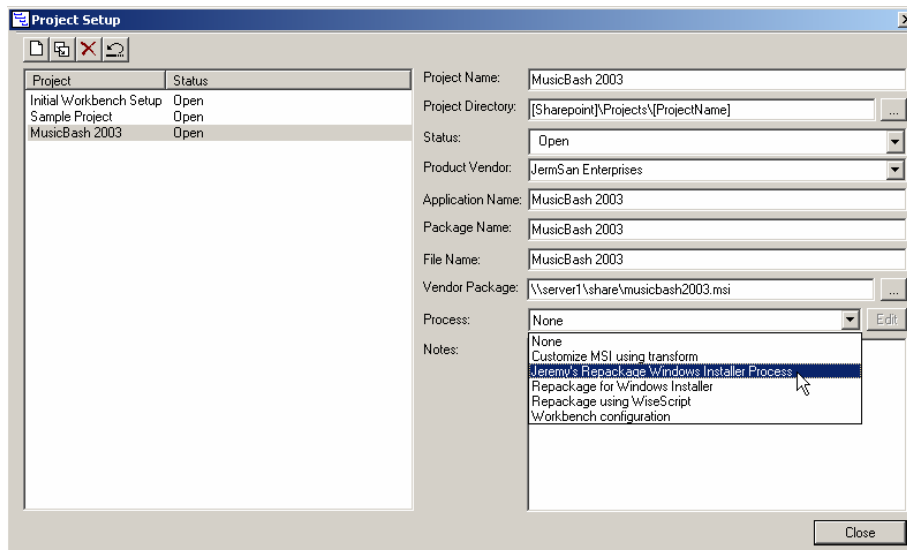 Project Setup
Project Status
Initial Workbench Setup Open
Sample Project Open
MusicBash 2003 Open
Project Name: MusicBash 2003
Project Directory: [Sharepoint]\Projects\[ProjectName] ...
Status: Open
Product Vendor: JermSan Enterprises
Application Name: MusicBash 2003
Package Name: MusicBash 2003
File Name: MusicBash 2003
Vendor Package: \\server1\share\musicbash2003.msi ...
Process: None Edit
Notes:
None
Customize MSI using transform
Jeremy's Repackage Windows Installer Process
Repackage for Windows Installer
Repackage using WiseScript
Workbench configuration
Close